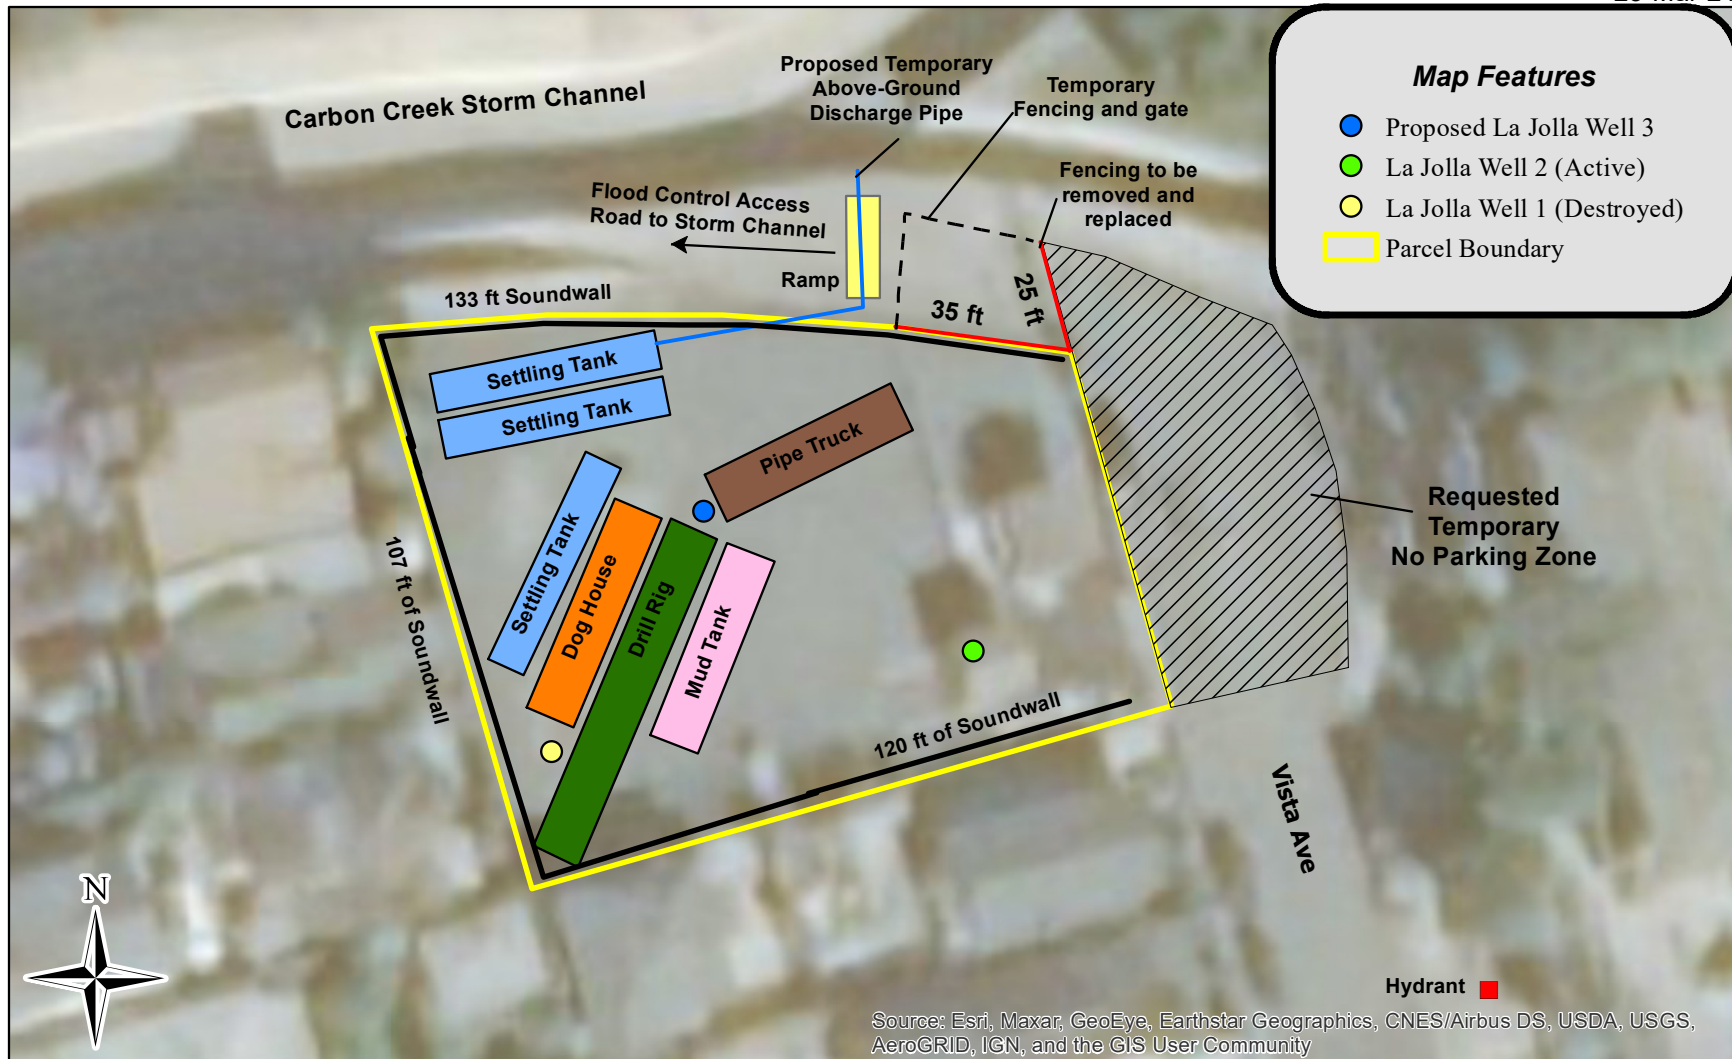 Map Features
Proposed La Jolla Well 3
La Jolla Well 2 (Active)
La Jolla Well 1 (Destroyed)
Parcel Boundary
Proposed Temporary
Above-Ground
Discharge Pipe
Temporary
Fencing and gate
Carbon Creek Storm Channel
Fencing to be
removed and
replaced
Flood Control Access
Road to Storm Channel
Ramp
133 ft Soundwall
35 ft
25 ft
Settling Tank
Settling Tank
Pipe Truck
Requested
Temporary
No Parking Zone
107 ft of Soundwall
Settling Tank
Dog House
Drill Rig
Mud Tank
120 ft of Soundwall
Vista Ave
N
Hydrant
Source: Esri, Maxar, GeoEye, Earthstar Geographics, CNES/Airbus DS, USDA, USGS,
AeroGRID, IGN, and the GIS User Community